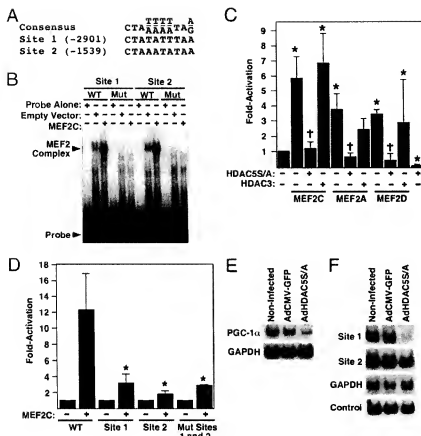 A
TTTT A
Consensus CTAAAAATAG
Site 1 (-2901) CTATATTTAA
Site 2 (-1539) CTAAATATAA
B
Site 1 Site 2
WT Mut WT Mut
Probe Alone: + - - + - - + - - + - -
Empty Vector: - + - - + - - + - - + -
MEF2C: - - + - - + - - + - - +
MEF2 Complex
Probe
C
Fold-Activation
9
8
7
6
5
4
3
2
1
0
* * * * * *
† † †
HDAC5S/A: - - + - - + - - + - +
HDAC3: - - - + - - + - - + -
MEF2C MEF2A MEF2D
D
Fold-Activation
18
16
14
12
10
8
6
4
2
0
* * *
MEF2C: - + - + - + - +
WT Site 1 Site 2 Mut Sites 1 and 2
E
Non-Infected
AdCMV-GFP
AdHDAC5S/A
PGC-1α
GAPDH
F
Non-Infected
AdCMV-GFP
AdHDAC5S/A
Site 1
Site 2
GAPDH
Control